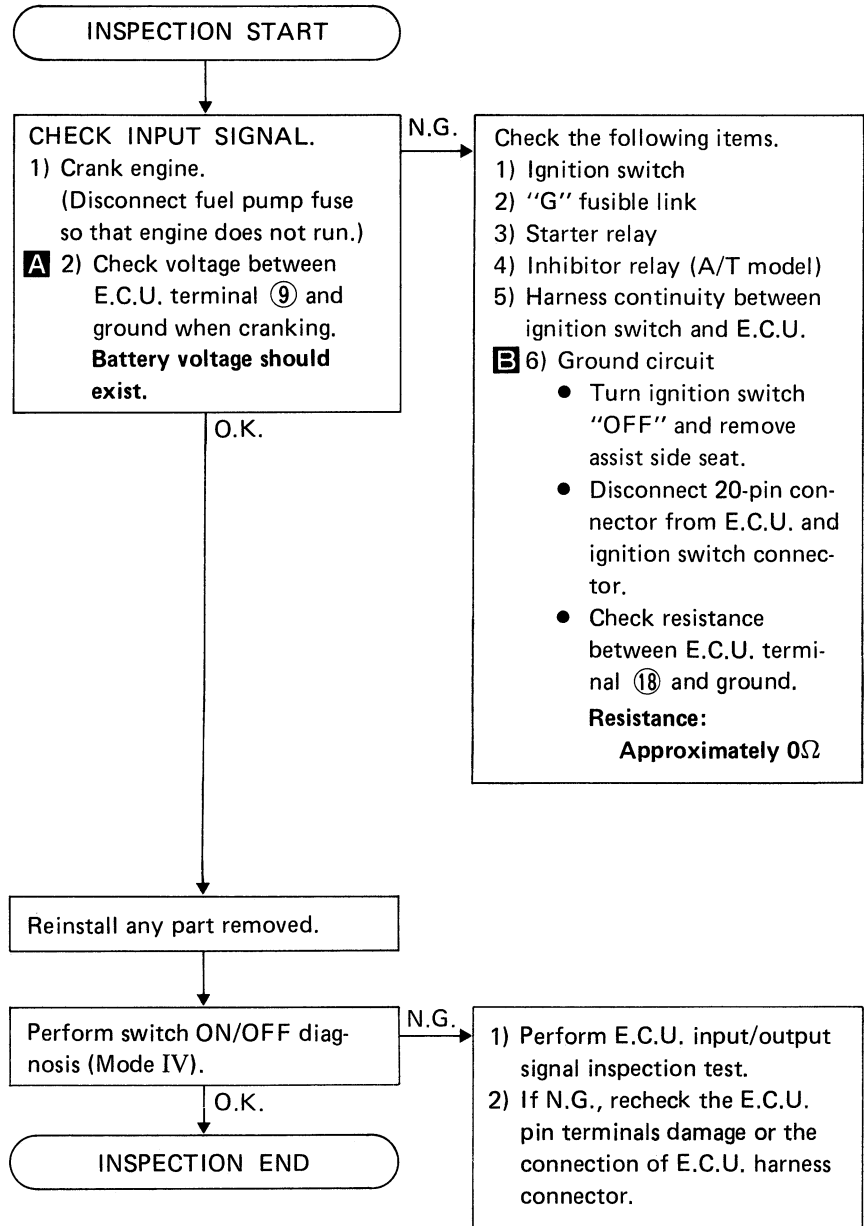 INSPECTION START
CHECK INPUT SIGNAL.
1) Crank engine.
(Disconnect fuel pump fuse
so that engine does not run.)
A 2) Check voltage between
E.C.U. terminal ⑨ and
ground when cranking.
Battery voltage should
exist.
N.G.
Check the following items.
1) Ignition switch
2) "G" fusible link
3) Starter relay
4) Inhibitor relay (A/T model)
5) Harness continuity between
ignition switch and E.C.U.
B 6) Ground circuit
● Turn ignition switch
"OFF" and remove
assist side seat.
● Disconnect 20-pin con-
nector from E.C.U. and
ignition switch connec-
tor.
● Check resistance
between E.C.U. termi-
nal ⑱ and ground.
Resistance:
Approximately 0Ω
O.K.
Reinstall any part removed.
Perform switch ON/OFF diag-
nosis (Mode IV).
N.G.
1) Perform E.C.U. input/output
signal inspection test.
2) If N.G., recheck the E.C.U.
pin terminals damage or the
connection of E.C.U. harness
connector.
O.K.
INSPECTION END